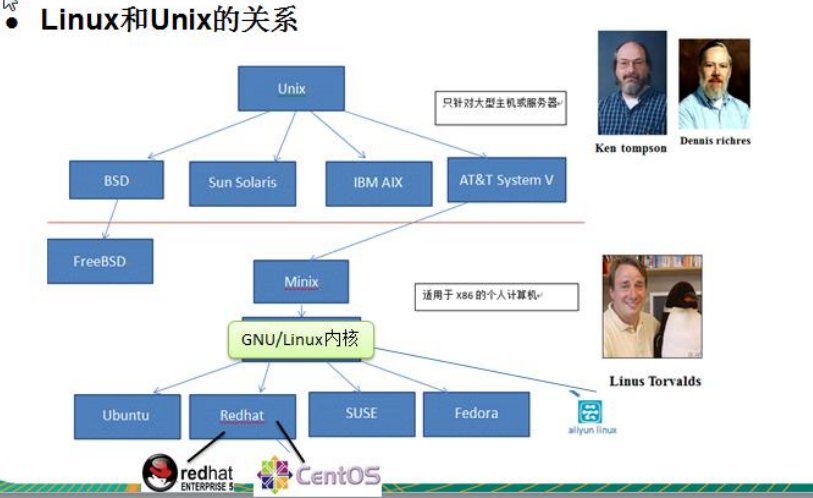 Linux和Unix的关系
Unix
只针对大型主机或服务器
Ken tompson
Dennis richres
BSD
Sun Solaris
IBM AIX
AT&T System V
FreeBSD
Minix
适用于 X86 的个人计算机
GNU/Linux内核
Linus Torvalds
Ubuntu
Redhat
SUSE
Fedora
aliyun linux
redhat
ENTERPRISE 5
CentOS